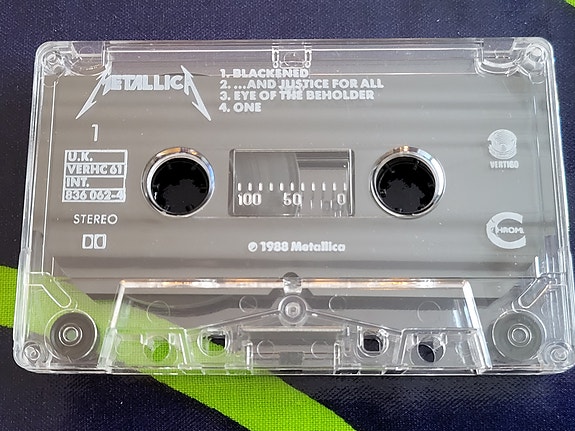 METALLICA
1. BLACKENED
2. ...AND JUSTICE FOR ALL
3. EYE OF THE BEHOLDER
4. ONE
1
U.K.
VERHC 61
INT.
836 062-4
STEREO
100 50 0
VERTIGO
CHROME
℗ 1988 Metallica